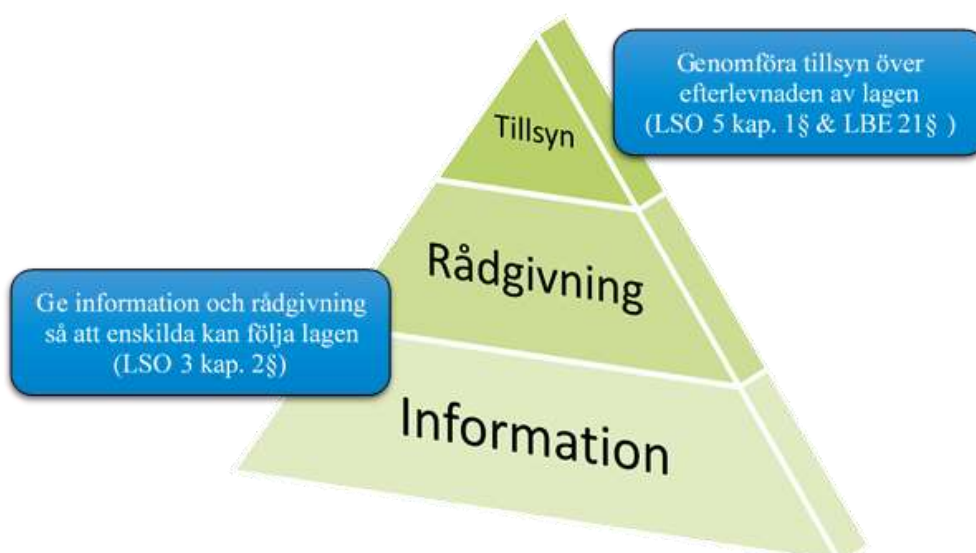 Genomföra tillsyn över
efterlevnaden av lagen
(LSO 5 kap. 1§ & LBE 21§ )
Tillsyn
Rådgivning
Ge information och rådgivning
så att enskilda kan följa lagen
(LSO 3 kap. 2§)
Information